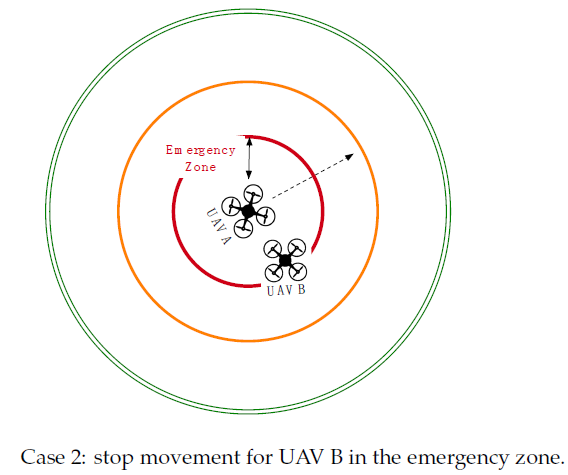 Emergency
Zone
UAV A
UAV B
Case 2: stop movement for UAV B in the emergency zone.